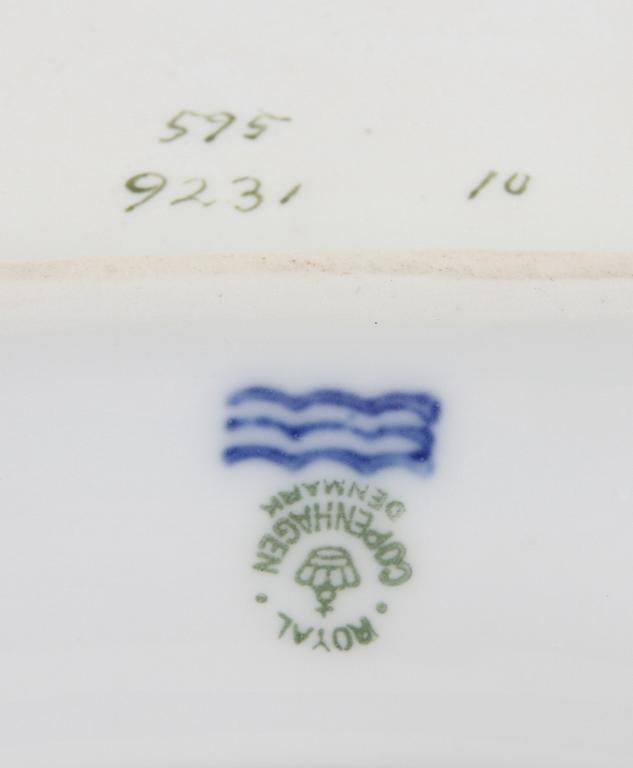 595
9231 10
ROYAL
COPENHAGEN
DENMARK